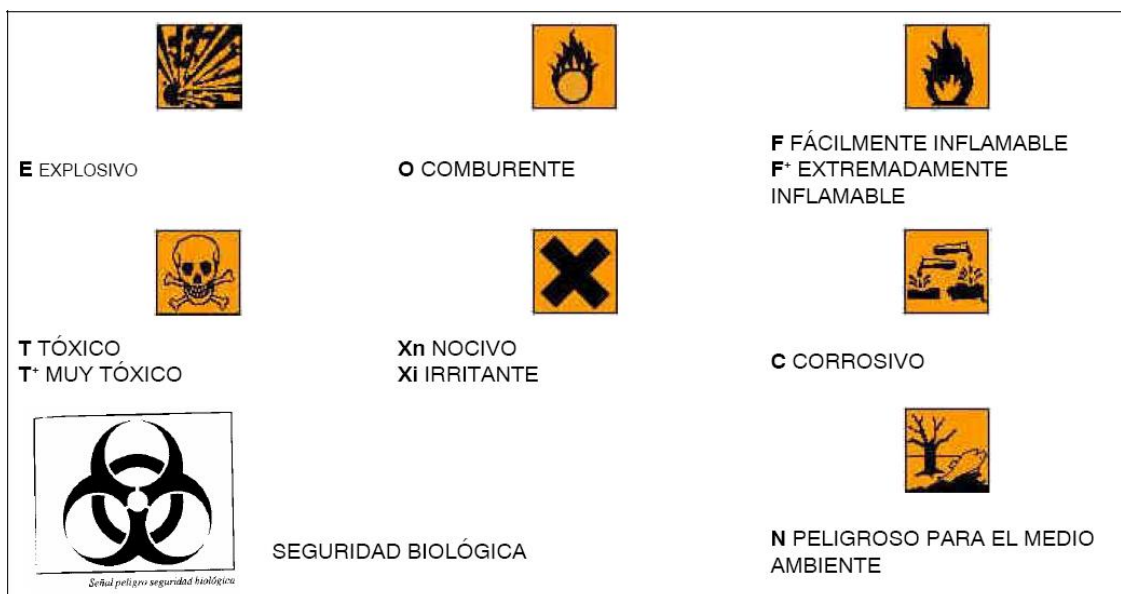 E EXPLOSIVO
O COMBURENTE
F FÁCILMENTE INFLAMABLE
F⁺ EXTREMADAMENTE
INFLAMABLE
T TÓXICO
T⁺ MUY TÓXICO
Xn NOCIVO
Xi IRRITANTE
C CORROSIVO
Señal peligro seguridad biológica
SEGURIDAD BIOLÓGICA
N PELIGROSO PARA EL MEDIO
AMBIENTE